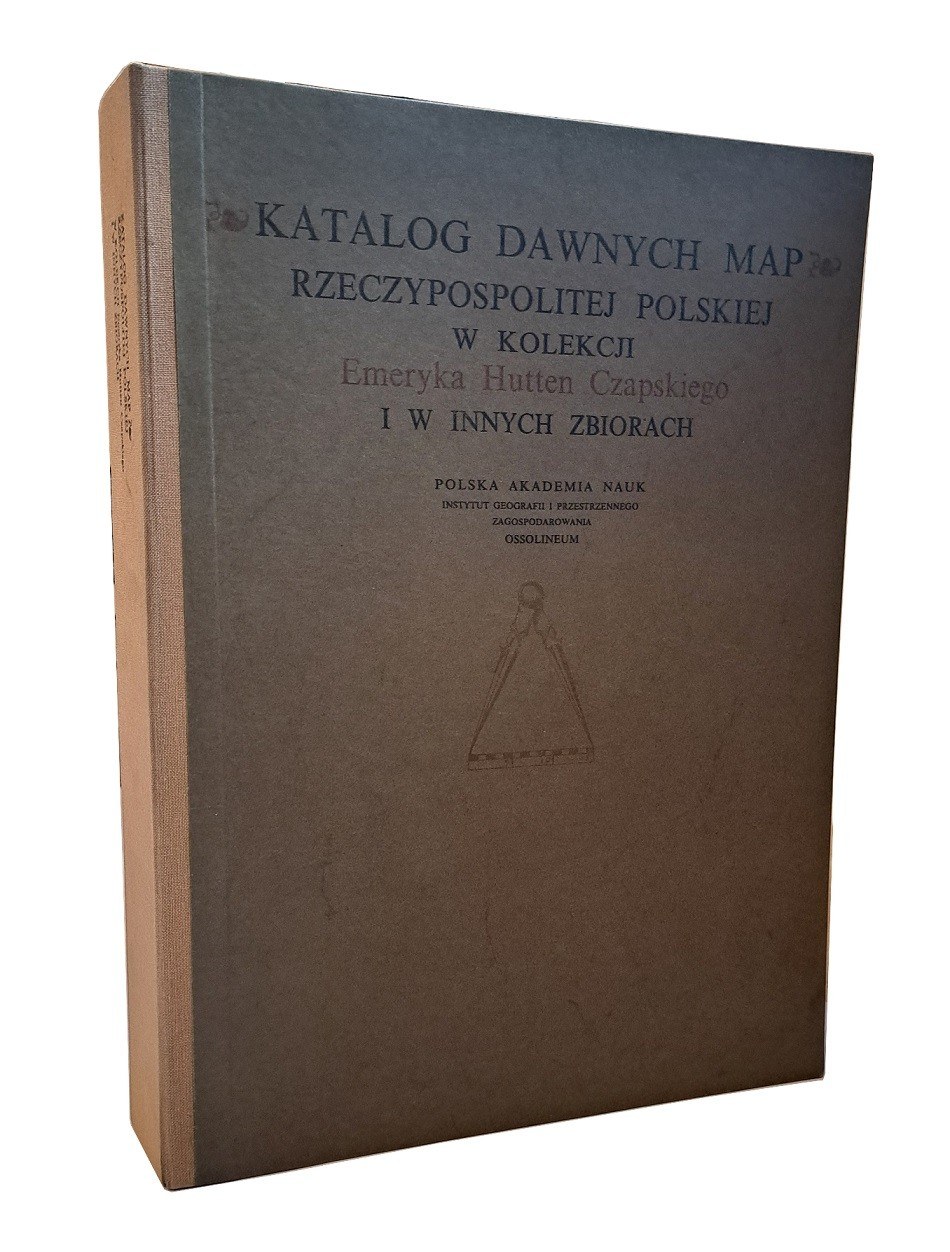 KATALOG DAWNYCH MAP
RZECZYPOSPOLITEJ POLSKIEJ
W KOLEKCJI
Emeryka Hutten Czapskiego
I W INNYCH ZBIORACH
POLSKA AKADEMIA NAUK
INSTYTUT GEOGRAFII I PRZESTRZENNEGO
ZAGOSPODAROWANIA
OSSOLINEUM